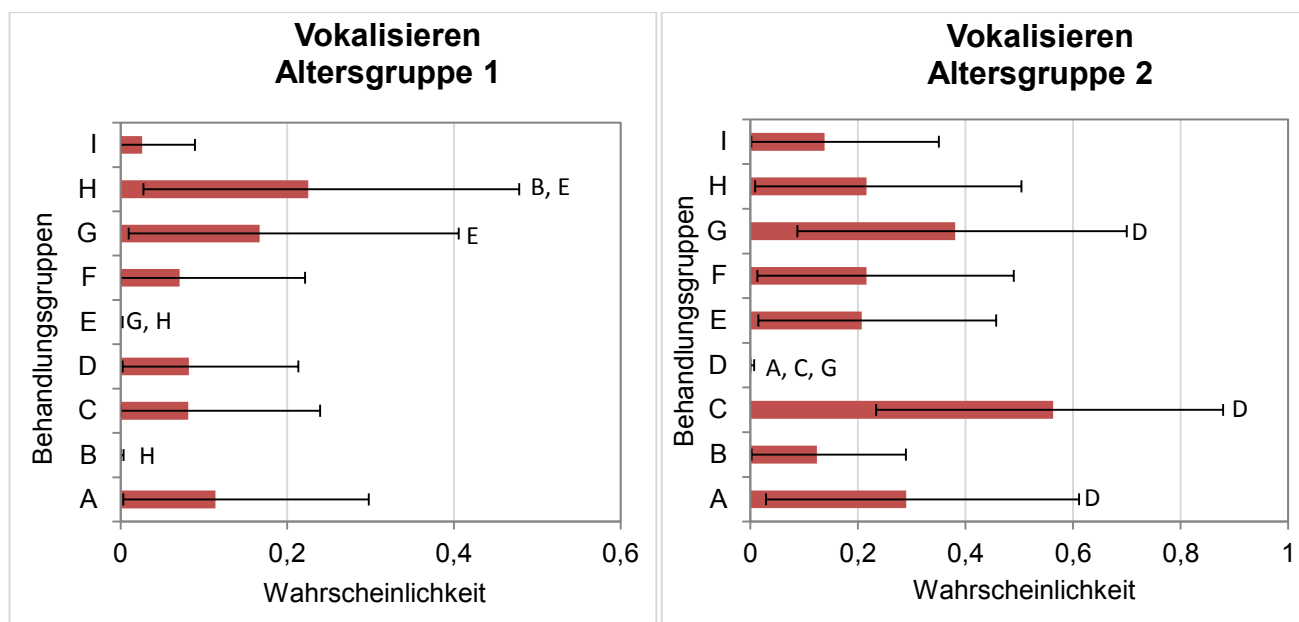 Vokalisieren
Altersgruppe 1
Behandlungsgruppen
I
H
B, E
G
E
F
E
G, H
D
C
B
H
A
0
0,2
0,4
0,6
Wahrscheinlichkeit
Vokalisieren
Altersgruppe 2
Behandlungsgruppen
I
H
G
D
F
E
D
A, C, G
C
D
B
A
D
0
0,2
0,4
0,6
0,8
1
Wahrscheinlichkeit